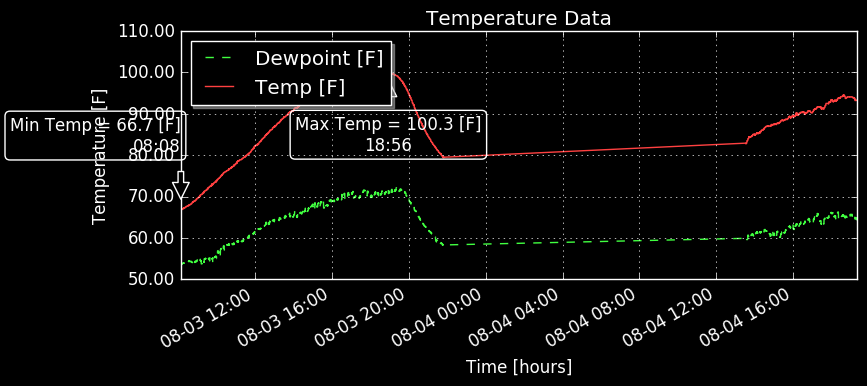 Temperature Data
110.00
100.00
90.00
80.00
70.00
60.00
50.00
Temperature [F]
Dewpoint [F]
Temp [F]
Min Temp = 66.7 [F]
08:08
Max Temp = 100.3 [F]
18:56
08-03 12:00
08-03 16:00
08-03 20:00
08-04 00:00
08-04 04:00
08-04 08:00
08-04 12:00
08-04 16:00
Time [hours]